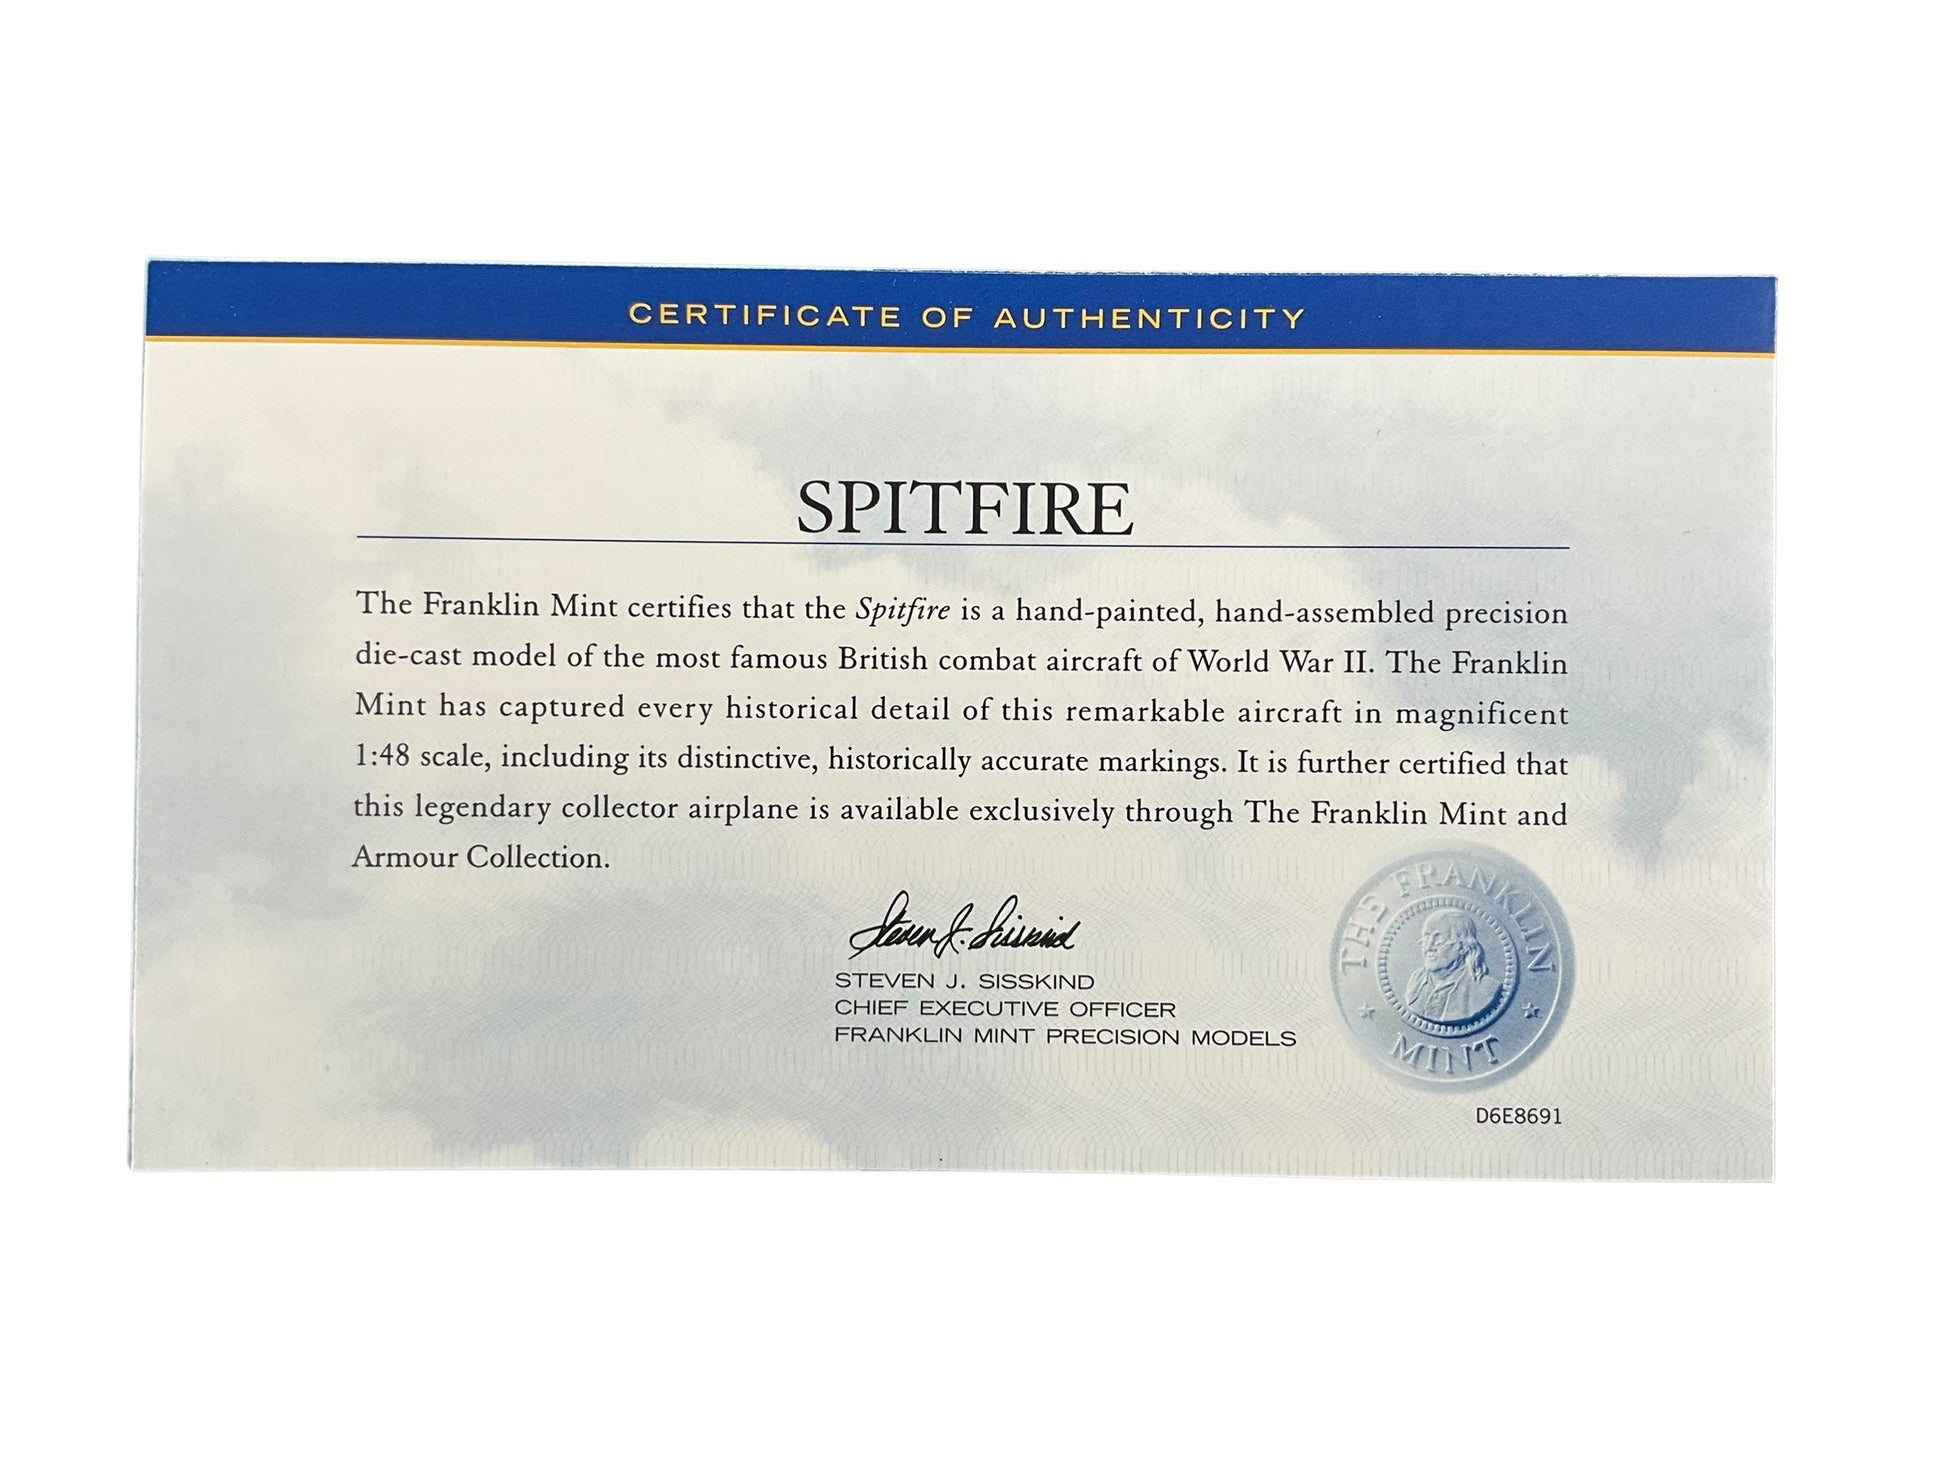 CERTIFICATE OF AUTHENTICITY
SPITFIRE
The Franklin Mint certifies that the Spitfire is a hand-painted, hand-assembled precision
die-cast model of the most famous British combat aircraft of World War II. The Franklin
Mint has captured every historical detail of this remarkable aircraft in magnificent
1:48 scale, including its distinctive, historically accurate markings. It is further certified that
this legendary collector airplane is available exclusively through The Franklin Mint and
Armour Collection.
Steven J. Sisskind
STEVEN J. SISSKIND
CHIEF EXECUTIVE OFFICER
FRANKLIN MINT PRECISION MODELS
THE FRANKLIN
MINT
D6E8691